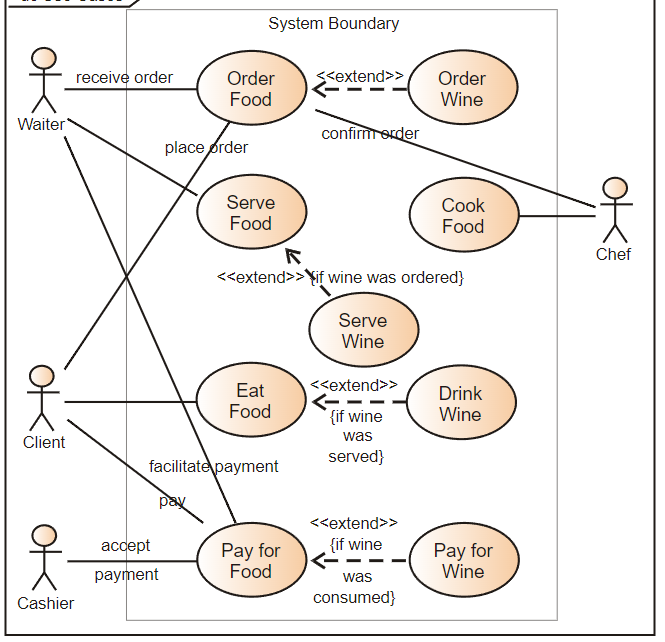 System Boundary
receive order
Order
Food
<<extend>>
Order
Wine
Waiter
confirm order
place order
Serve
Food
Cook
Food
Chef
<<extend>> {if wine was ordered}
Serve
Wine
Client
Eat
Food
<<extend>>
{if wine
was
served}
Drink
Wine
facilitate payment
pay
accept
payment
Cashier
Pay for
Food
<<extend>>
{if wine
was
consumed}
Pay for
Wine